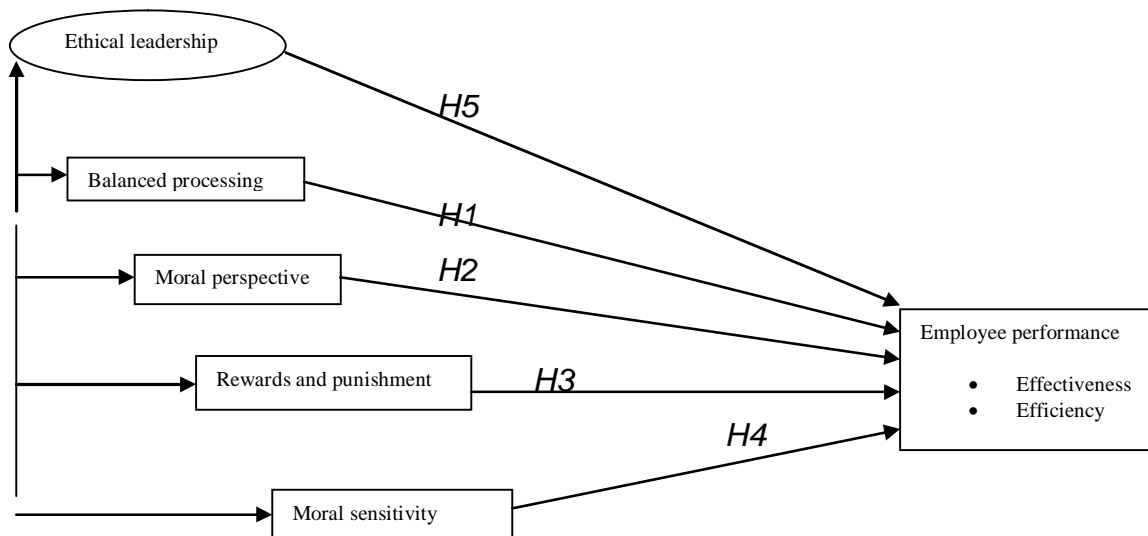 Ethical leadership
H5
Balanced processing
H1
Moral perspective
H2
Rewards and punishment
H3
Moral sensitivity
H4
Employee performance
• Effectiveness
• Efficiency